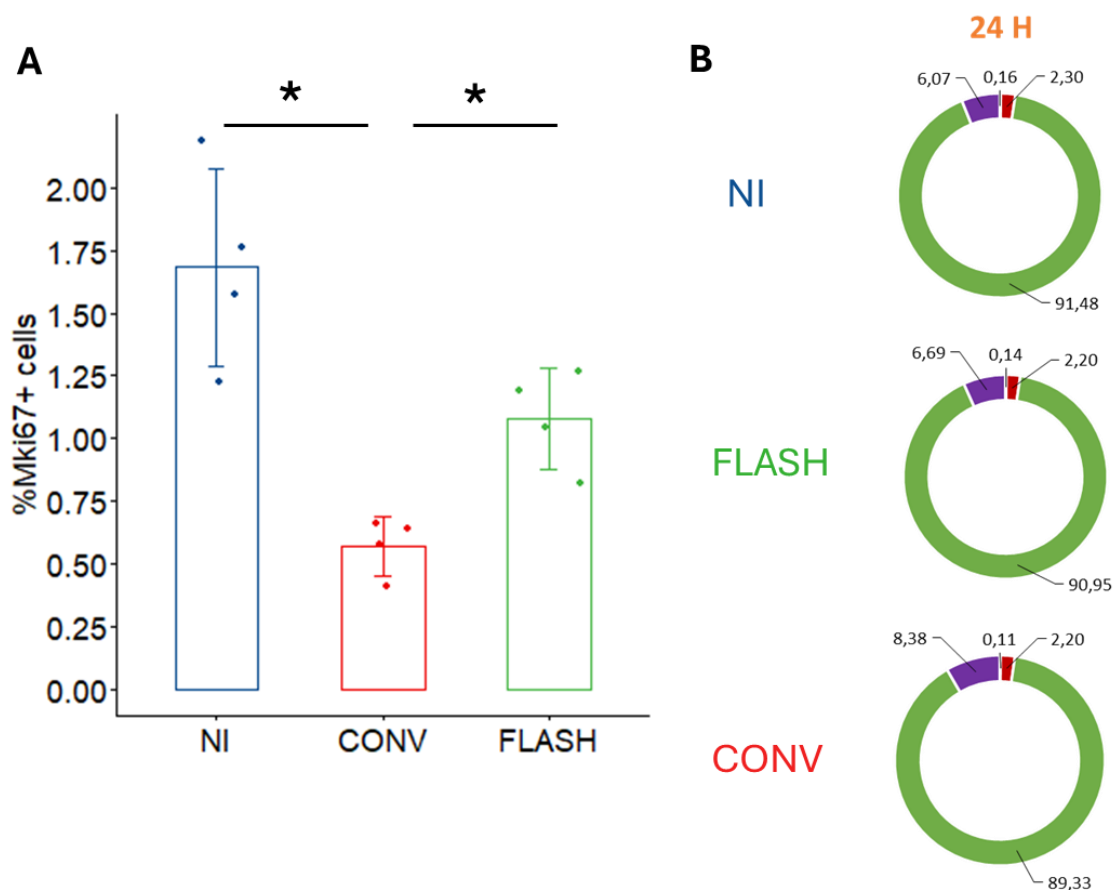 A
* *
%Mki67+ cells
2.00
1.75
1.50
1.25
1.00
0.75
0.50
0.25
0.00
NI CONV FLASH
B
24 H
NI
6,07 0,16 2,30
91,48
FLASH
6,69 0,14 2,20
90,95
CONV
8,38 0,11 2,20
89,33